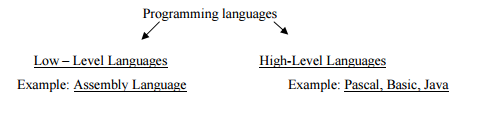 Programming languages
Low – Level Languages
High-Level Languages
Example: Assembly Language
Example: Pascal, Basic, Java